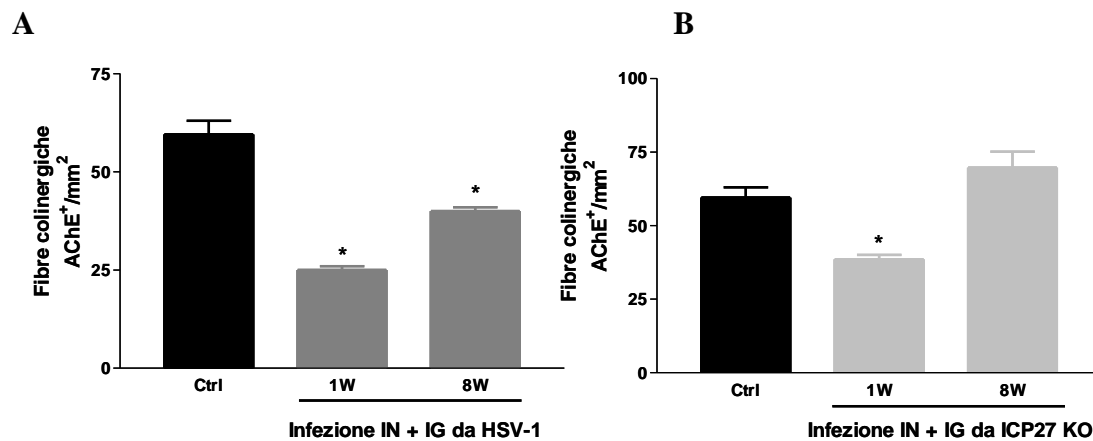 A
Fibre colinergiche
AChE⁺/mm²
75
50
25
0
*
*
Ctrl
1W
8W
Infezione IN + IG da HSV-1
B
Fibre colinergiche
AChE⁺/mm²
100
75
50
25
0
*
Ctrl
1W
8W
Infezione IN + IG da ICP27 KO